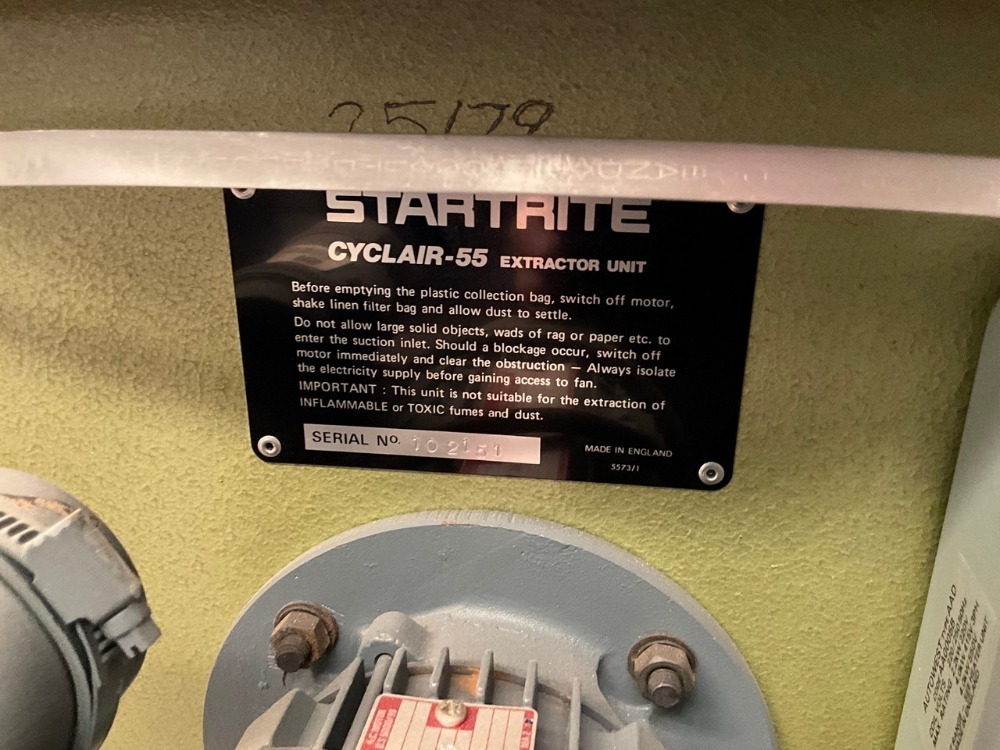 25179
STARTRITE
CYCLAIR-55 EXTRACTOR UNIT
Before emptying the plastic collection bag, switch off motor,
shake linen filter bag and allow dust to settle.
Do not allow large solid objects, wads of rag or paper etc. to
enter the suction inlet. Should a blockage occur, switch off
motor immediately and clear the obstruction — Always isolate
the electricity supply before gaining access to fan.
IMPORTANT : This unit is not suitable for the extraction of
INFLAMMABLE or TOXIC fumes and dust.
SERIAL Nº. 102151
MADE IN ENGLAND
5573/1